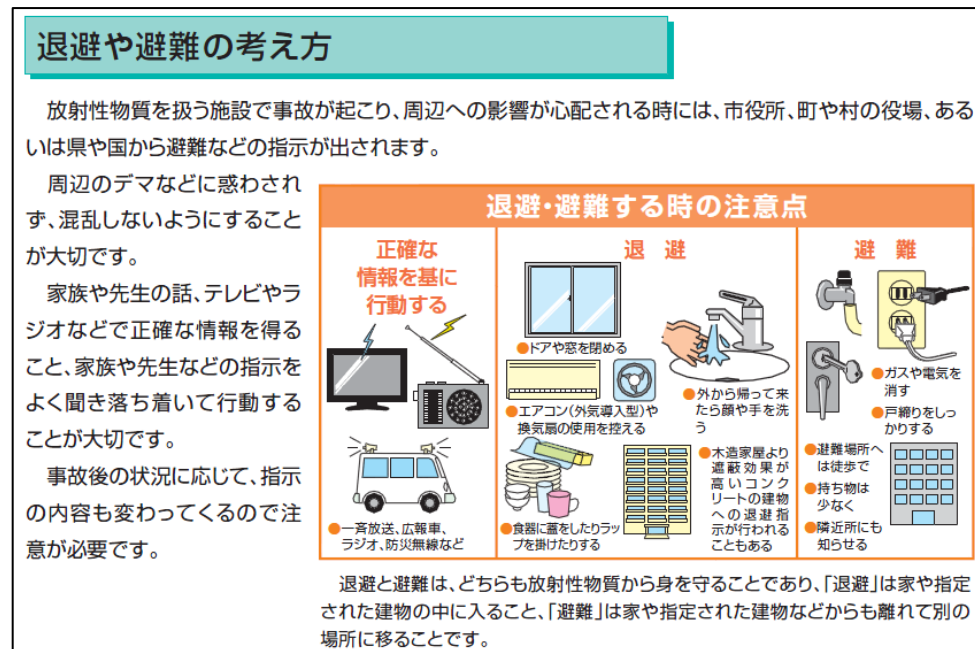 退避や避難の考え方
放射性物質を扱う施設で事故が起こり、周辺への影響が心配される時には、市役所、町や村の役場、ある
いは県や国から避難などの指示が出されます。
周辺のデマなどに惑わされ
ず、混乱しないようにすること
が大切です。
家族や先生の話、テレビやラ
ジオなどで正確な情報を得る
こと、家族や先生などの指示を
よく聞き落ち着いて行動する
ことが大切です。
事故後の状況に応じて、指示
の内容も変わってくるので注
意が必要です。
退避・避難する時の注意点
正確な
情報を基に
行動する
●一斉放送、広報車、
ラジオ、防災無線など
退 避
●ドアや窓を閉める
●エアコン(外気導入型)や
換気扇の使用を控える
●外から帰って来
たら顔や手を洗
う
●食器に蓋をしたりラッ
プを掛けたりする
●木造家屋より
遮蔽効果が
高いコンク
リートの建物
への退避指
示が行われる
こともある
避 難
●ガスや電気を
消す
●戸締りをしっ
かりする
●避難場所へ
は徒歩で
●持ち物は
少なく
●隣近所にも
知らせる
退避と避難は、どちらも放射性物質から身を守ることであり、「退避」は家や指定
された建物の中に入ること、「避難」は家や指定された建物などからも離れて別の
場所に移ることです。